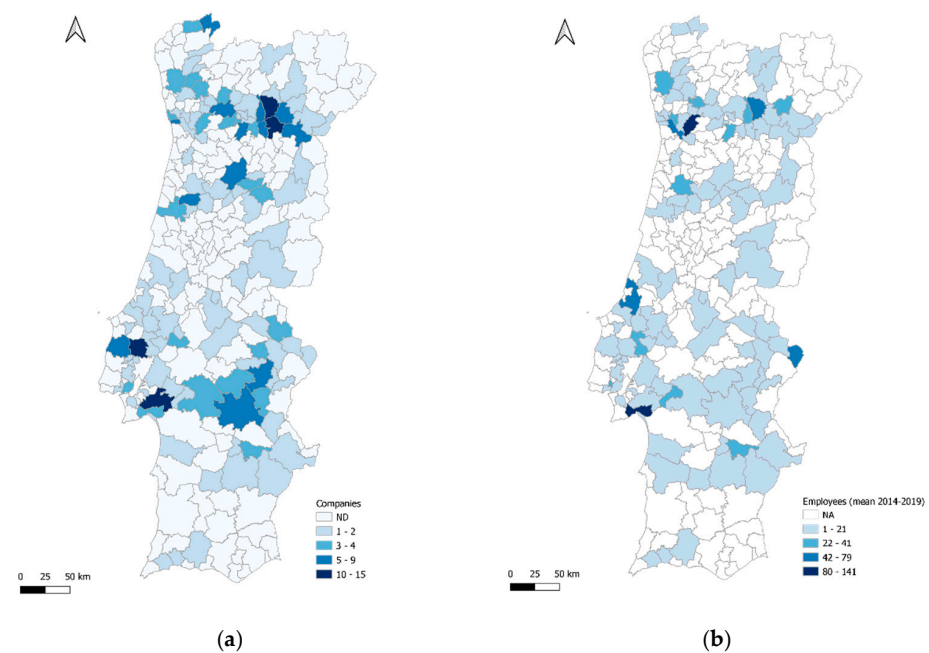 Companies
ND
1 - 2
3 - 4
5 - 9
10 - 15
0 25 50 km
Employees (mean 2014-2019)
NA
1 - 21
22 - 41
42 - 79
80 - 141
0 25 50 km
(a)
(b)